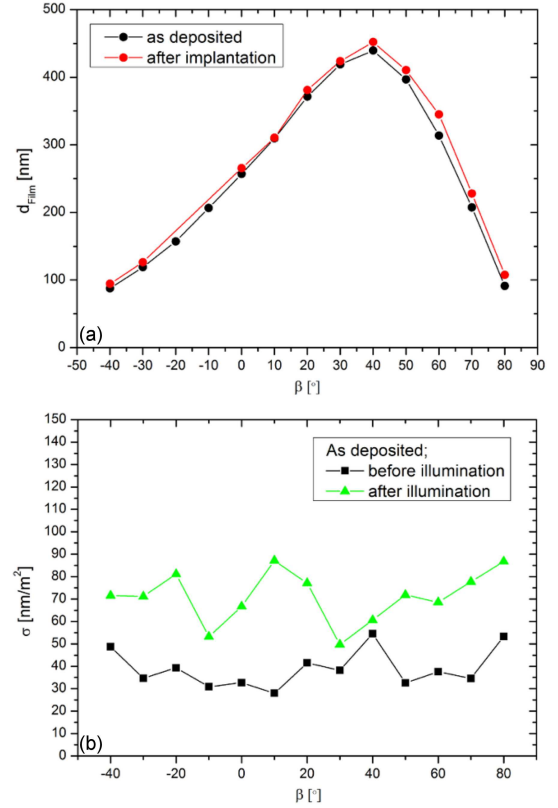 500
400
300
200
100
0
d_Film [nm]
as deposited
after implantation
(a)
-50 -40 -30 -20 -10 0 10 20 30 40 50 60 70 80 90
β [°]
150
140
130
120
110
100
90
80
70
60
50
40
30
20
10
0
σ [nm/m²]
As deposited;
before illumination
after illumination
(b)
-40 -20 0 20 40 60 80
β [°]